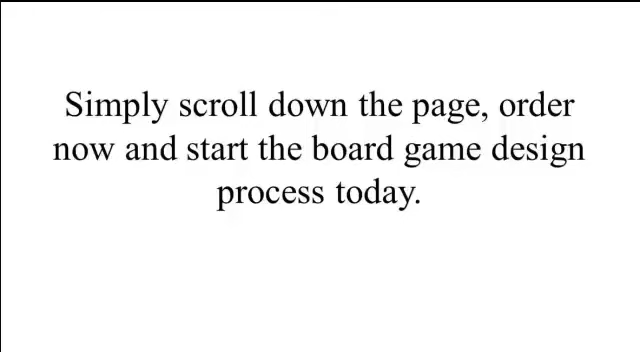 Simply scroll down the page, order
now and start the board game design
process today.